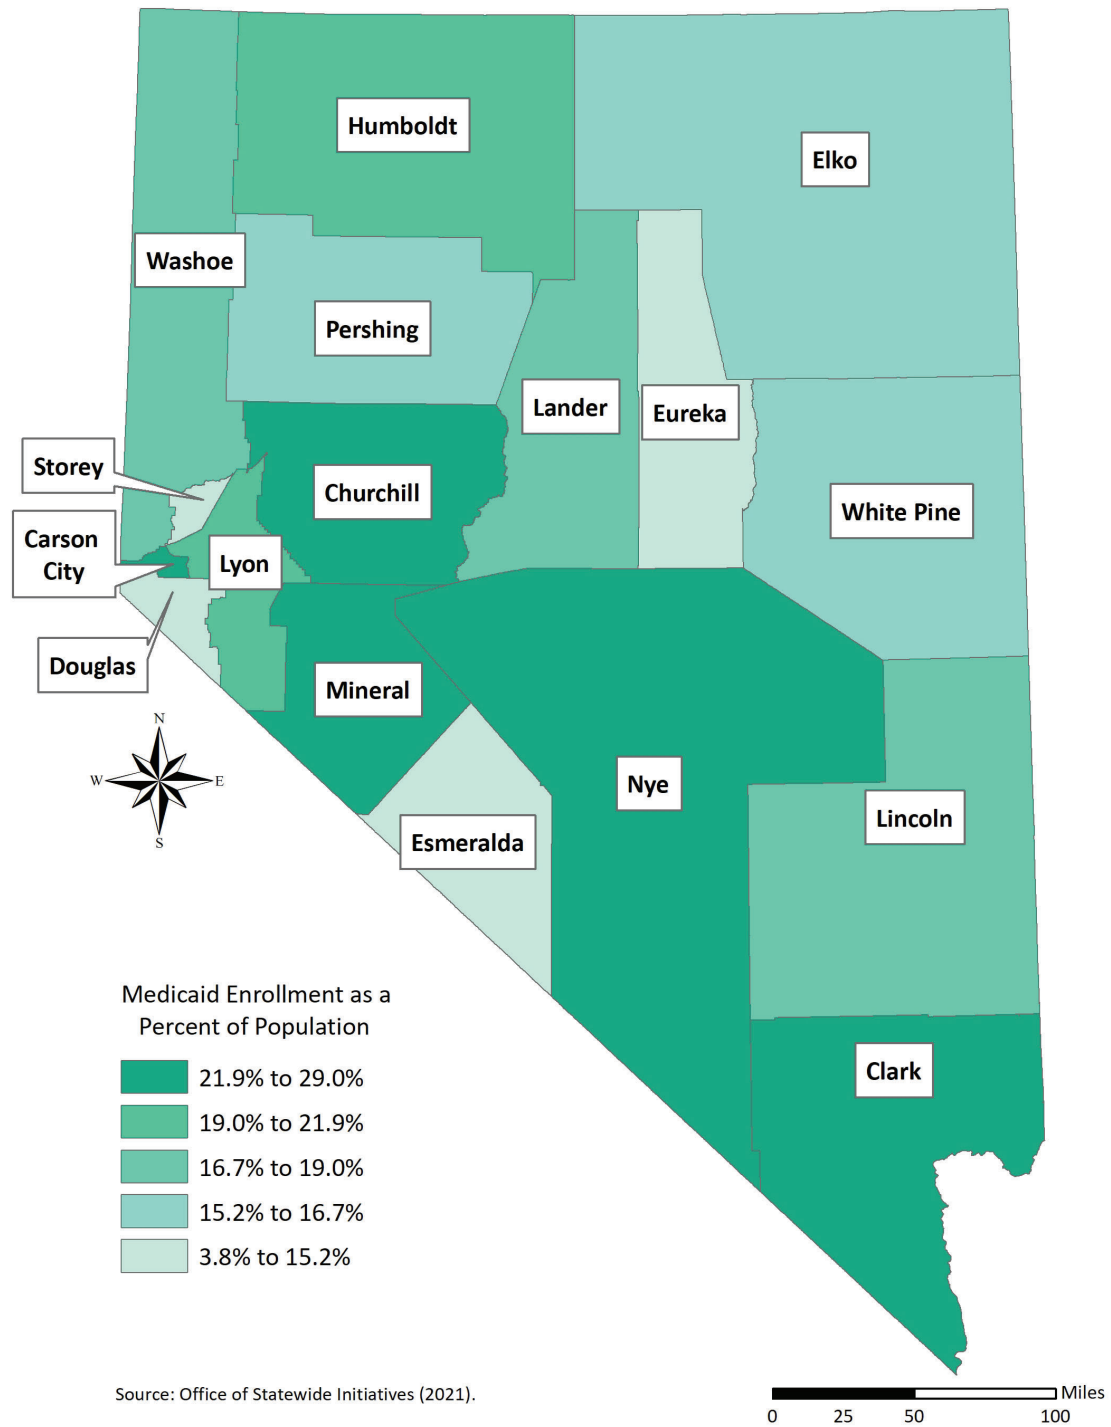 Humboldt
Elko
Washoe
Pershing
Lander
Eureka
Storey
Churchill
White Pine
Carson
City
Lyon
Douglas
Mineral
N
W
E
S
Nye
Lincoln
Esmeralda
Medicaid Enrollment as a
Percent of Population
Clark
21.9% to 29.0%
19.0% to 21.9%
16.7% to 19.0%
15.2% to 16.7%
3.8% to 15.2%
Source: Office of Statewide Initiatives (2021).
Miles
0 25 50 100